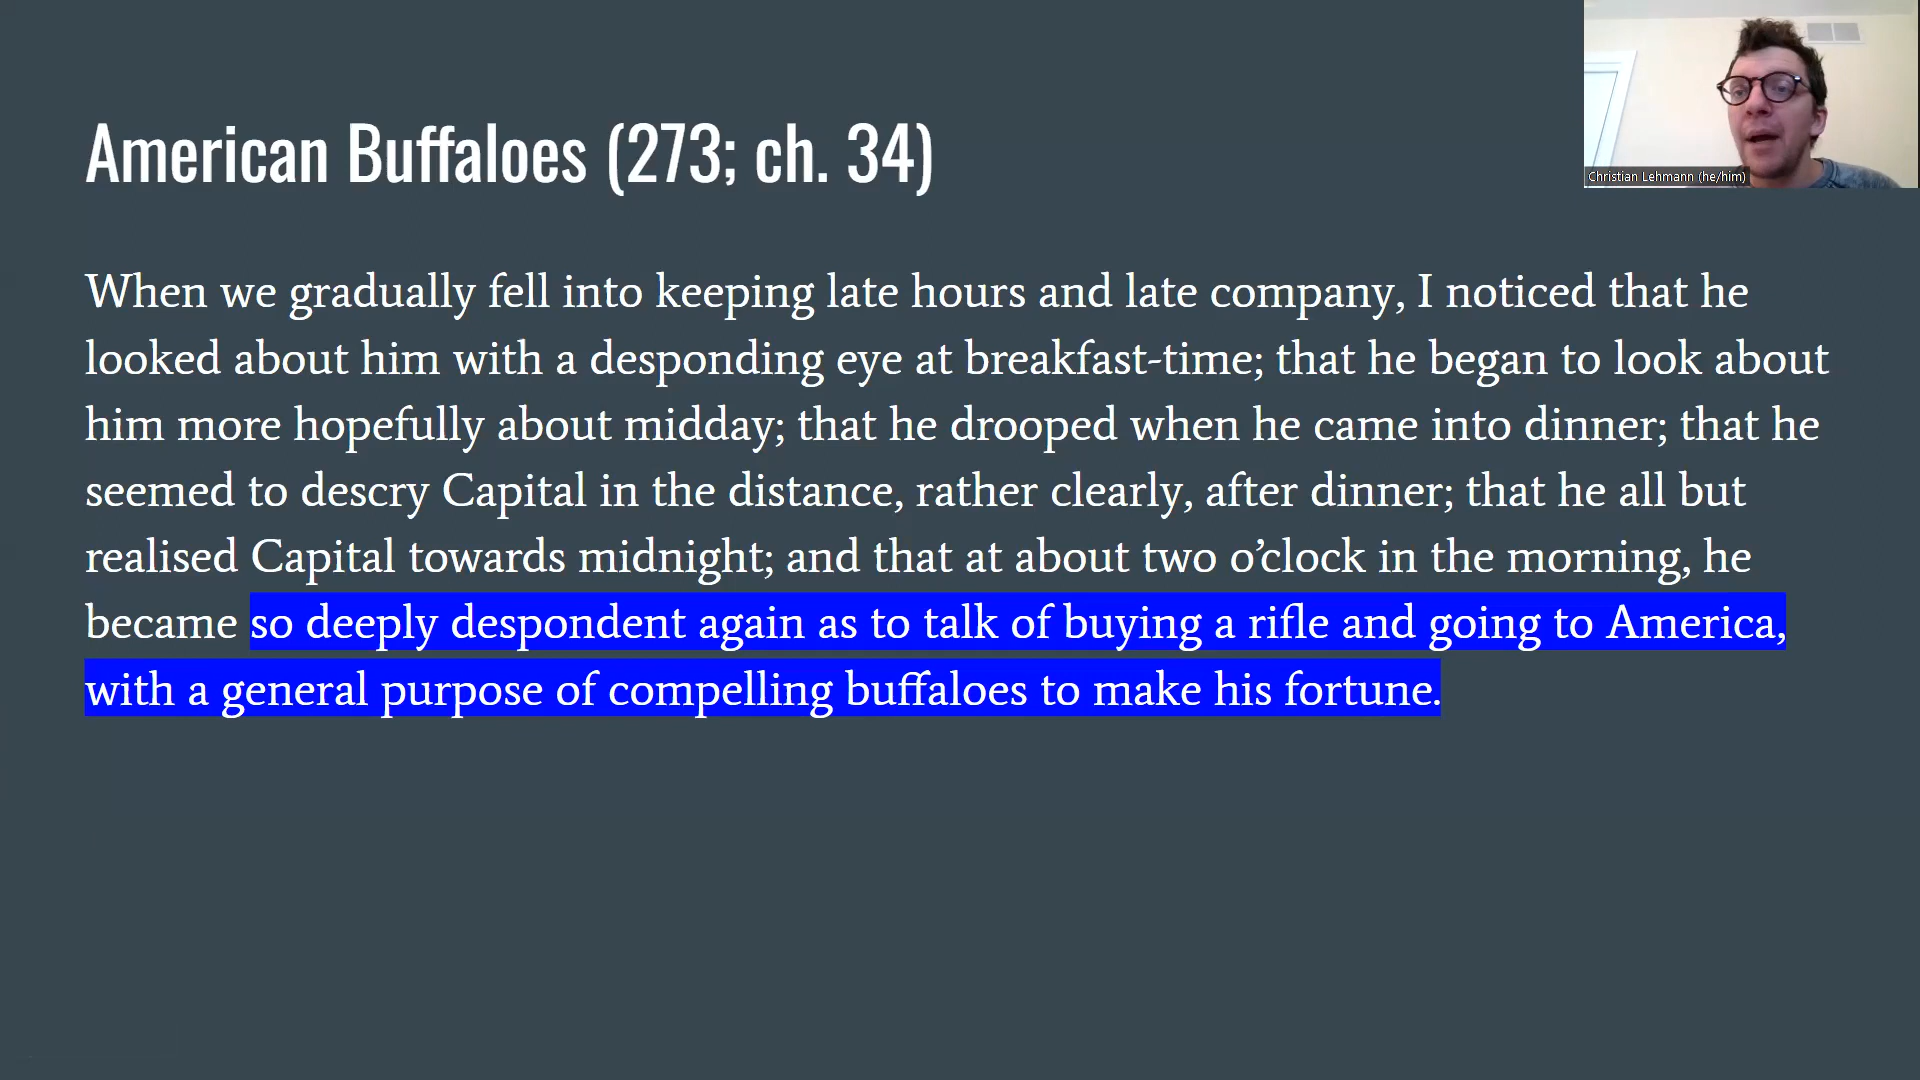 American Buffaloes (273; ch. 34)
Christian Lehmann (he/him)
When we gradually fell into keeping late hours and late company, I noticed that he
looked about him with a desponding eye at breakfast-time; that he began to look about
him more hopefully about midday; that he drooped when he came into dinner; that he
seemed to descry Capital in the distance, rather clearly, after dinner; that he all but
realised Capital towards midnight; and that at about two o’clock in the morning, he
became so deeply despondent again as to talk of buying a rifle and going to America,
with a general purpose of compelling buffaloes to make his fortune.